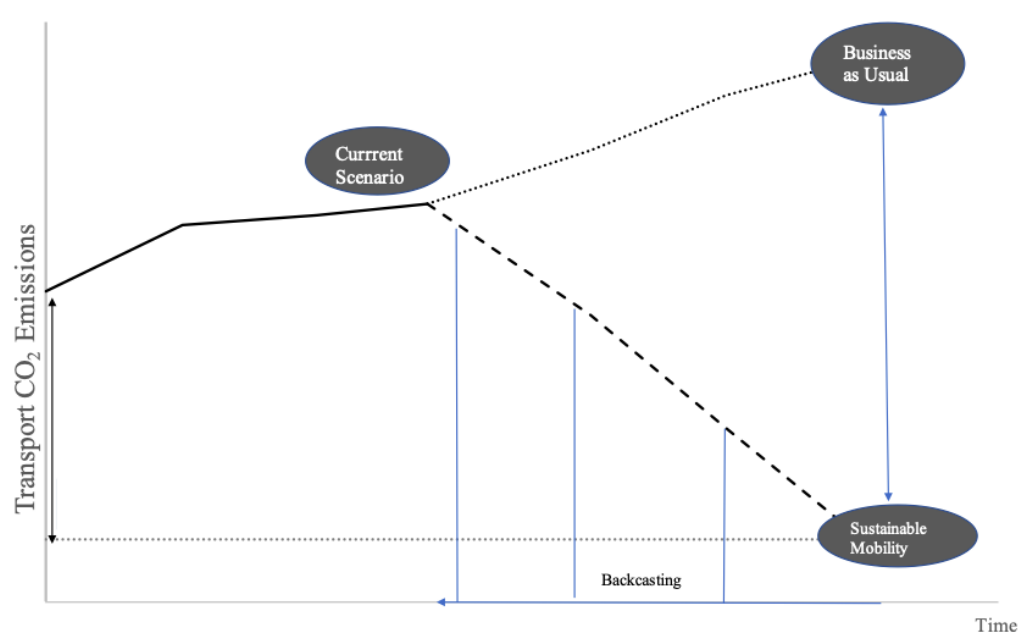 Business
as Usual
Currrent
Scenario
Transport CO₂ Emissions
Sustainable
Mobility
Backcasting
Time